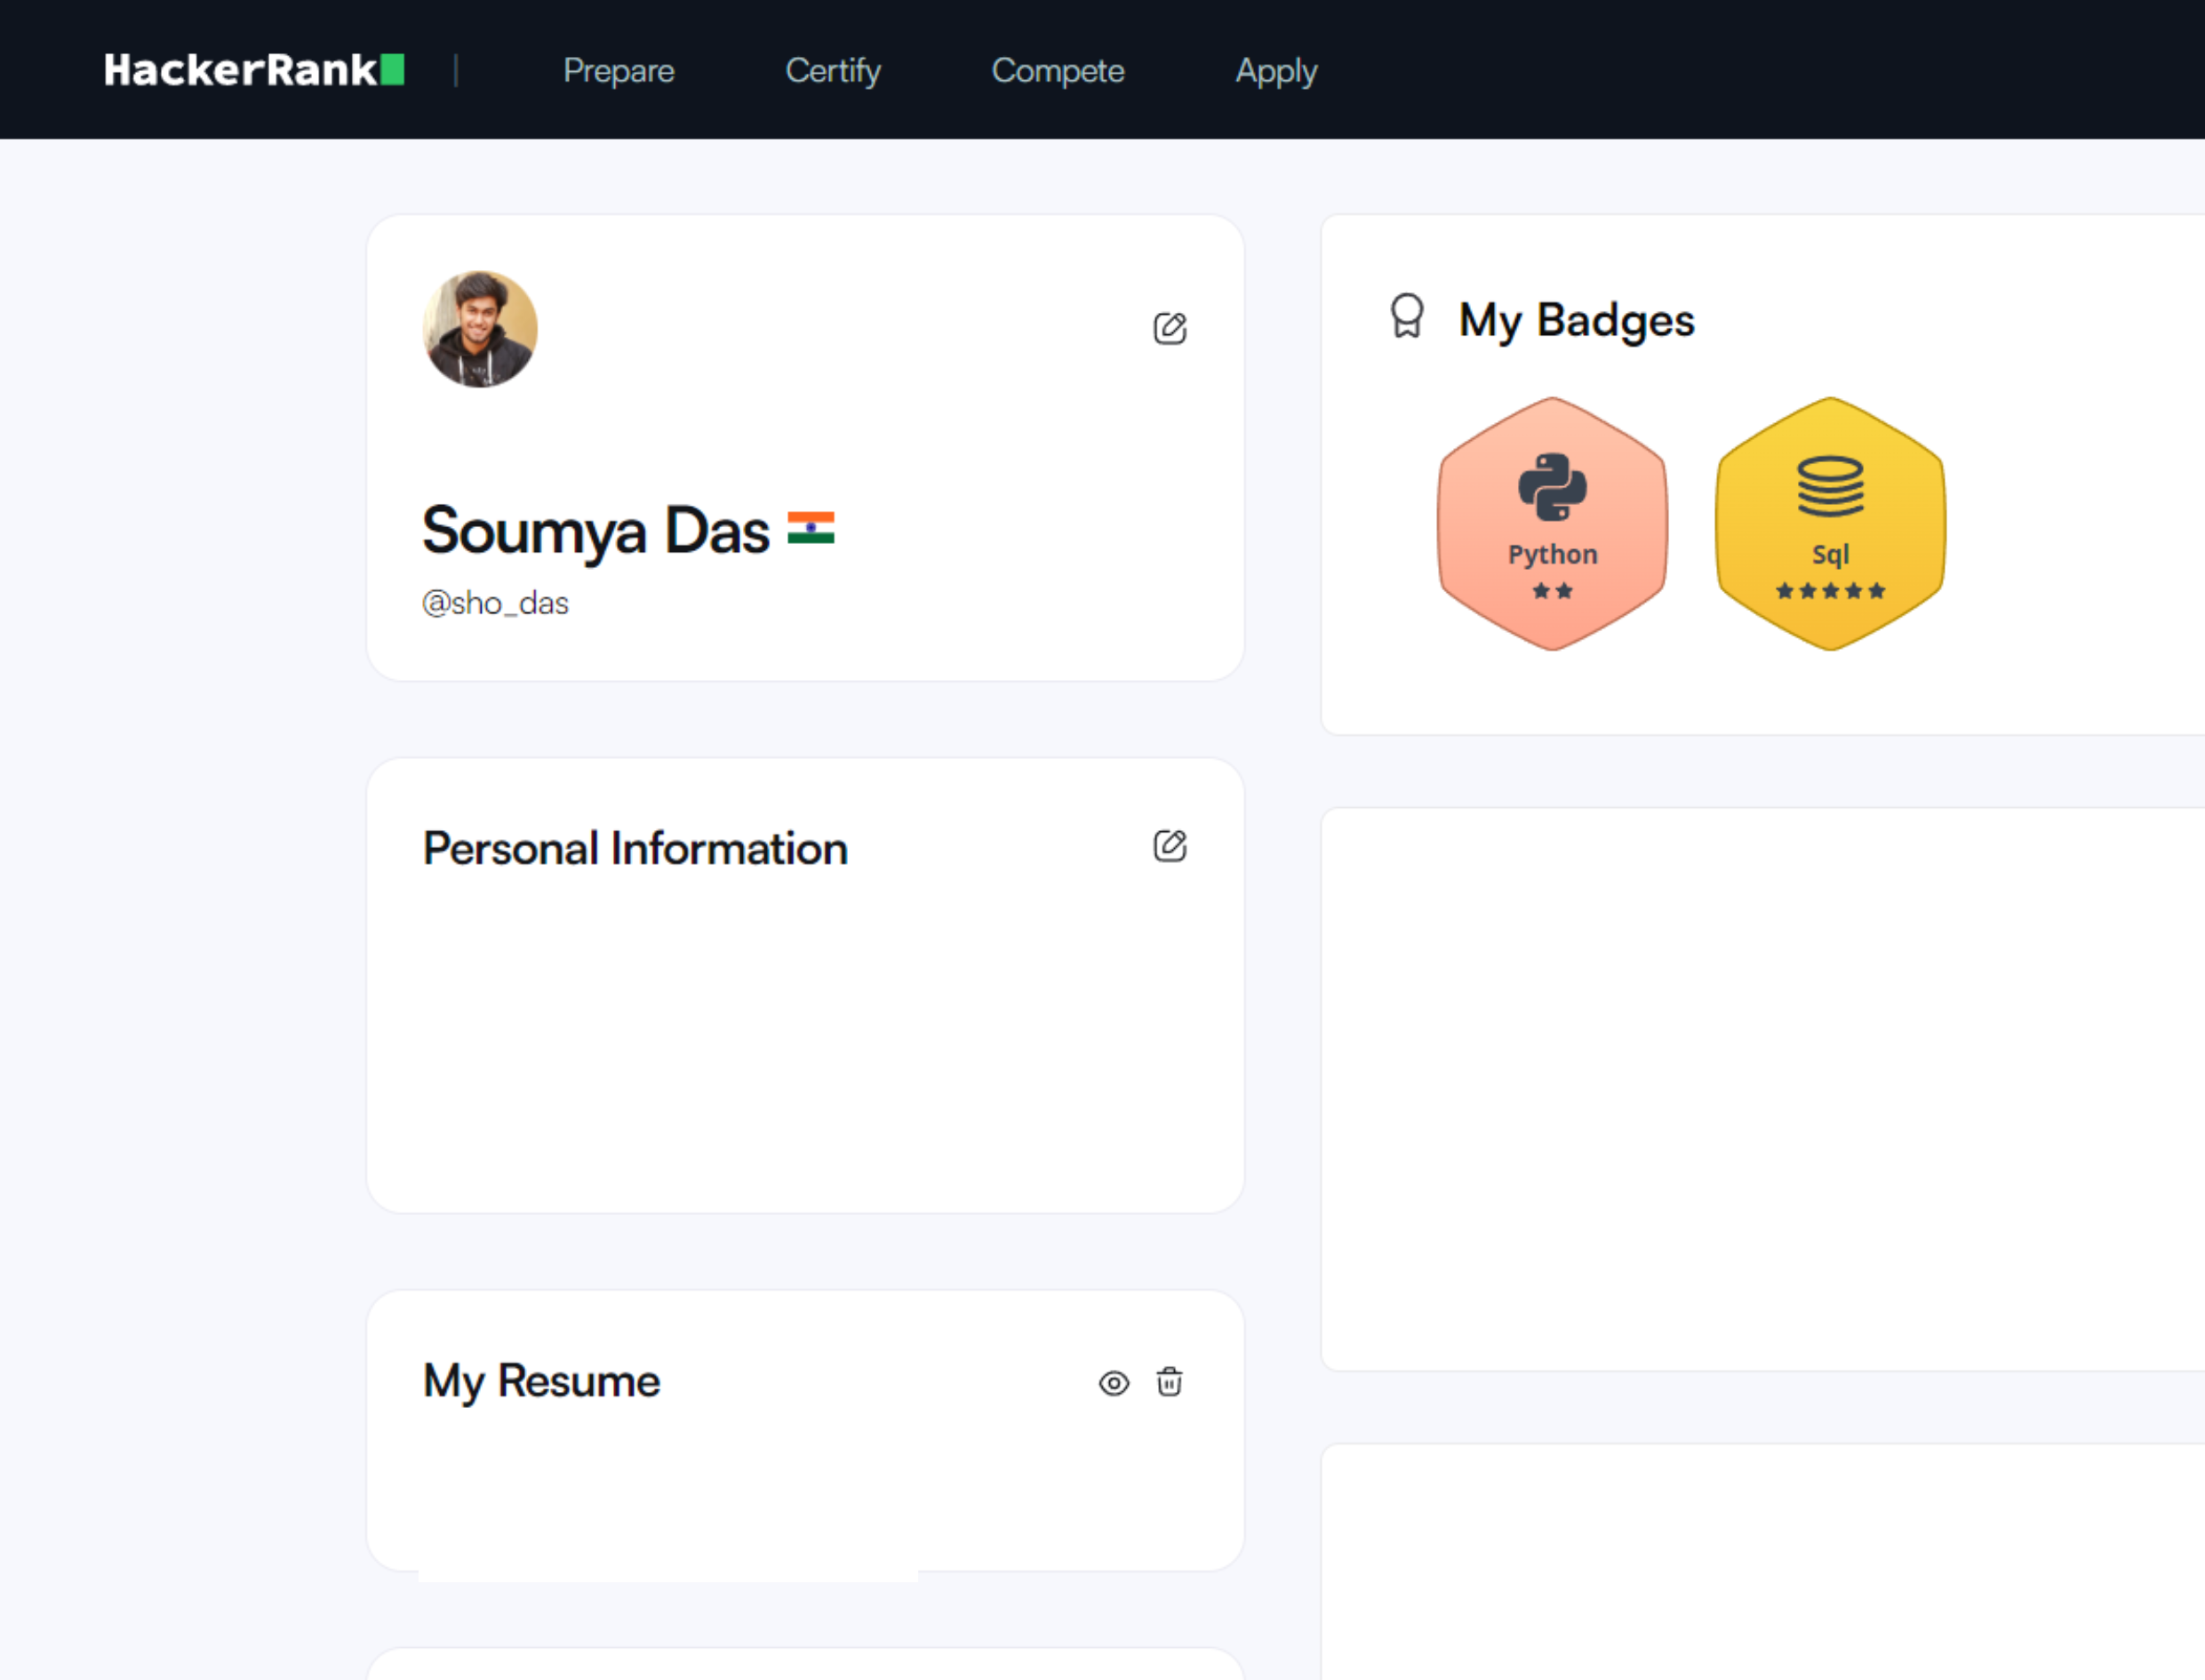 HackerRank
Prepare
Certify
Compete
Apply
Soumya Das
@sho_das
My Badges
Python
Sql
Personal Information
My Resume